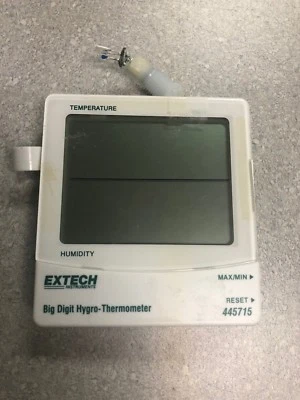 TEMPERATURE
HUMIDITY
EXTECH
INSTRUMENTS
MAX/MIN
RESET
Big Digit Hygro-Thermometer
445715